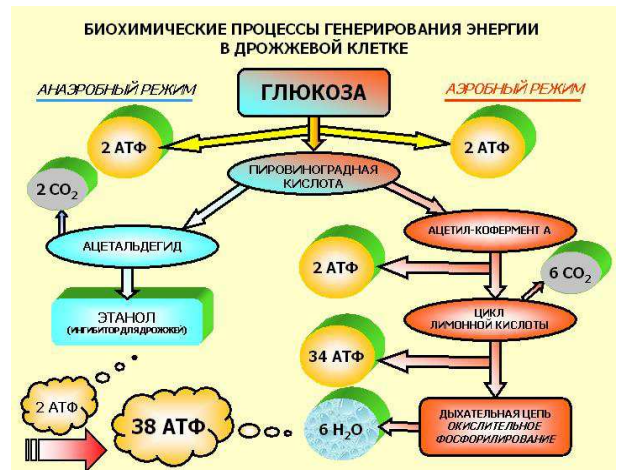 БИОХИМИЧЕСКИЕ ПРОЦЕССЫ ГЕНЕРИРОВАНИЯ ЭНЕРГИИ
В ДРОЖЖЕВОЙ КЛЕТКЕ
АНАЭРОБНЫЙ РЕЖИМ
ГЛЮКОЗА
АЭРОБНЫЙ РЕЖИМ
2 АТФ
2 АТФ
ПИРОВИНОГРАДНАЯ
КИСЛОТА
2 CO₂
АЦЕТАЛЬДЕГИД
АЦЕТИЛ-КОФЕРМЕНТ А
2 АТФ
6 CO₂
ЭТАНОЛ
(ИНГИБИТОР ДЛЯ ДРОЖЖЕЙ)
ЦИКЛ
ЛИМОННОЙ КИСЛОТЫ
34 АТФ
2 АТФ
38 АТФ
6 H₂O
ДЫХАТЕЛЬНАЯ ЦЕПЬ
ОКИСЛИТЕЛЬНОЕ
ФОСФОРИЛИРОВАНИЕ